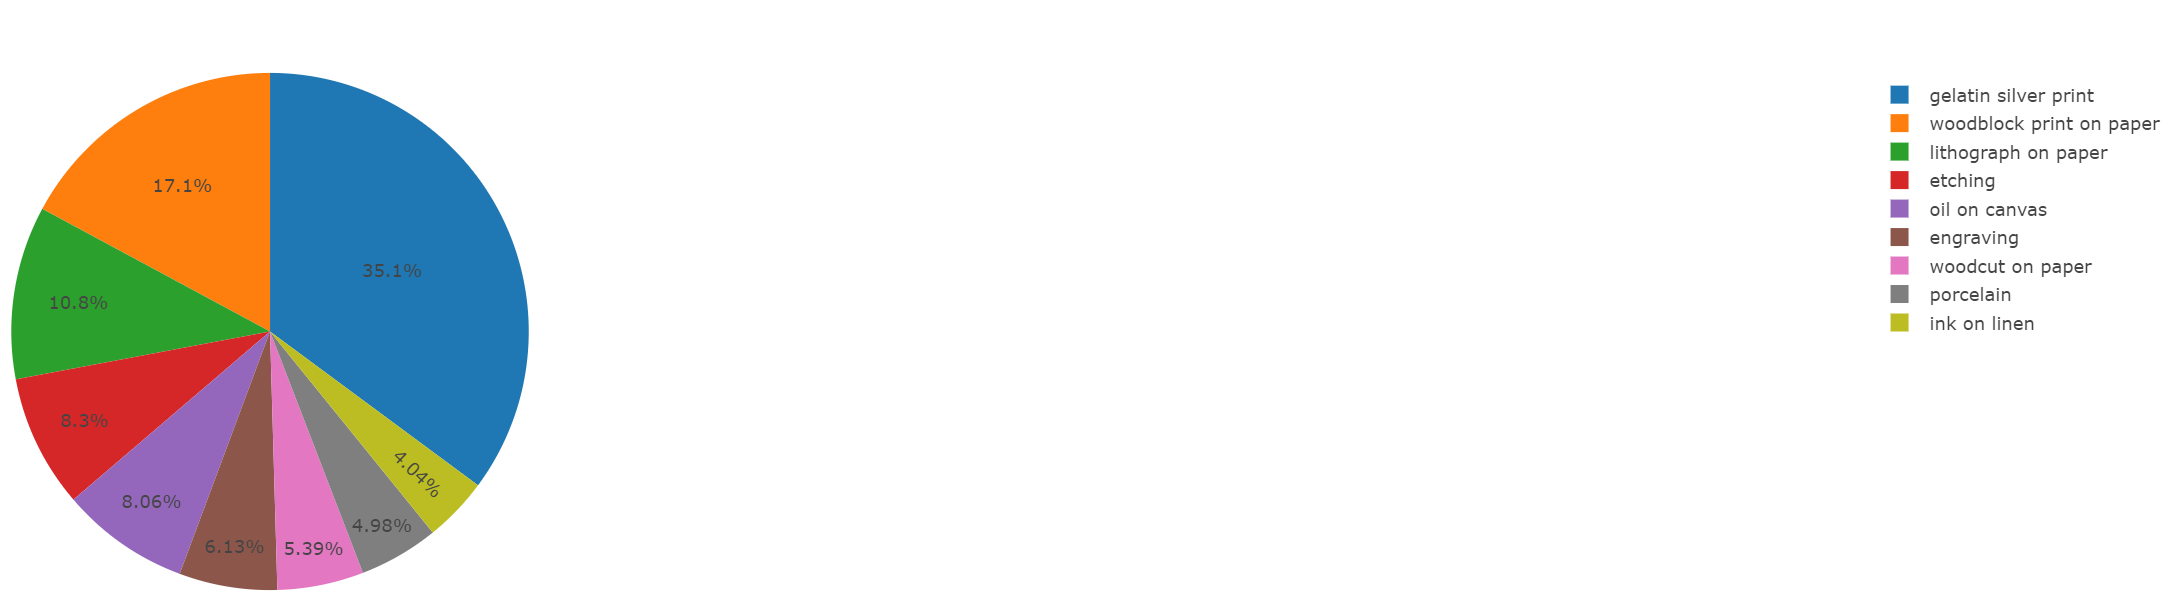 17.1%
35.1%
10.8%
8.3%
8.06%
6.13%
5.39%
4.98%
4.04%
gelatin silver print
woodblock print on paper
lithograph on paper
etching
oil on canvas
engraving
woodcut on paper
porcelain
ink on linen